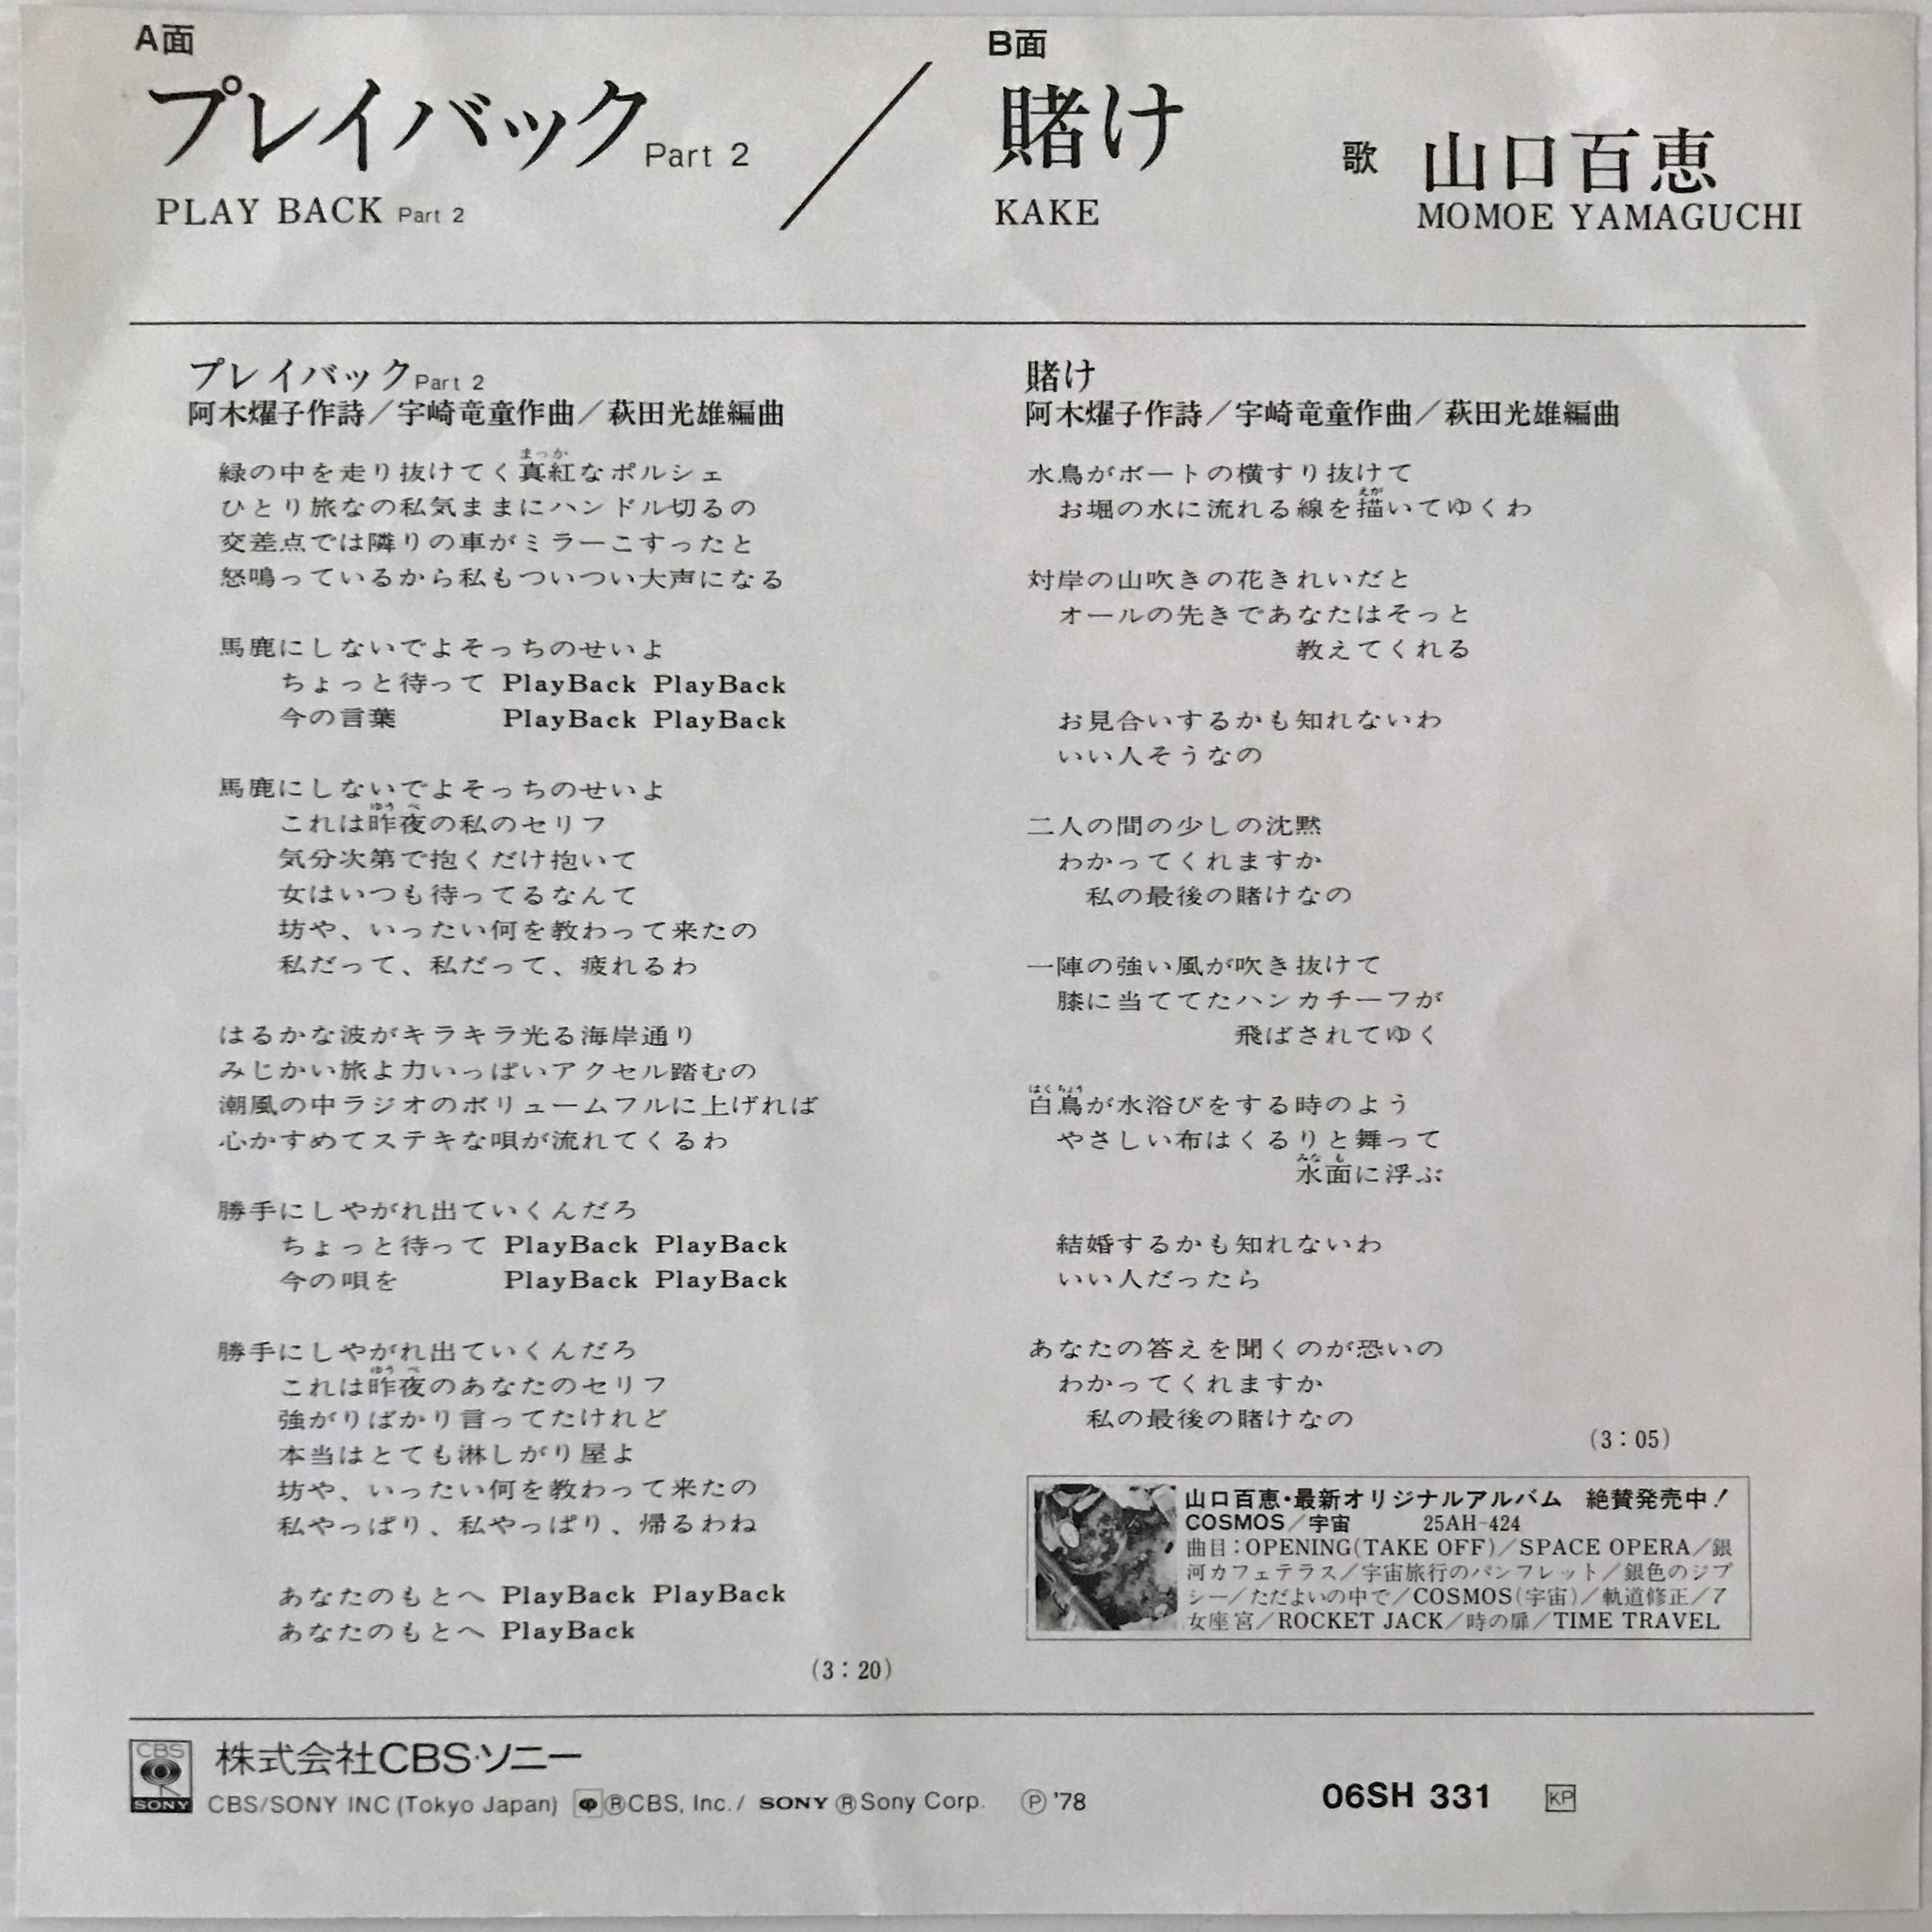 A面
プレイバック Part 2
PLAY BACK Part 2
B面
賭け
KAKE
歌 山口百恵
MOMOE YAMAGUCHI
プレイバック Part 2
阿木燿子作詩／宇崎竜童作曲／萩田光雄編曲
まっか
緑の中を走り抜けてく真紅なポルシェ
ひとり旅なの私気ままにハンドル切るの
交差点では隣りの車がミラーこすったと
怒鳴っているから私もついつい大声になる
馬鹿にしないでよそっちのせいよ
ちょっと待って PlayBack PlayBack
今の言葉 PlayBack PlayBack
馬鹿にしないでよそっちのせいよ
ゆうべ
これは昨夜の私のセリフ
気分次第で抱くだけ抱いて
女はいつも待ってるなんて
坊や、いったい何を教わって来たの
私だって、私だって、疲れるわ
はるかな波がキラキラ光る海岸通り
みじかい旅よ力いっぱいアクセル踏むの
潮風の中ラジオのボリュームフルに上げれば
心かすめてステキな唄が流れてくるわ
勝手にしやがれ出ていくんだろ
ちょっと待って PlayBack PlayBack
今の唄を PlayBack PlayBack
勝手にしやがれ出ていくんだろ
ゆうべ
これは昨夜のあなたのセリフ
強がりばかり言ってたけれど
本当はとても淋しがり屋よ
坊や、いったい何を教わって来たの
私やっぱり、私やっぱり、帰るわね
あなたのもとへ PlayBack PlayBack
あなたのもとへ PlayBack
(3：20)
賭け
阿木燿子作詩／宇崎竜童作曲／萩田光雄編曲
水鳥がボートの横すり抜けて
えが
お堀の水に流れる線を描いてゆくわ
対岸の山吹きの花きれいだと
オールの先きであなたはそっと
教えてくれる
お見合いするかも知れないわ
いい人そうなの
二人の間の少しの沈黙
わかってくれますか
私の最後の賭けなの
一陣の強い風が吹き抜けて
膝に当ててたハンカチーフが
飛ばされてゆく
はくちょう
白鳥が水浴びをする時のよう
やさしい布はくるりと舞って
みなも
水面に浮ぶ
結婚するかも知れないわ
いい人だったら
あなたの答えを聞くのが恐いの
わかってくれますか
私の最後の賭けなの
(3：05)
山口百恵・最新オリジナルアルバム 絶賛発売中！
COSMOS／宇宙 25AH-424
曲目：OPENING(TAKE OFF)／SPACE OPERA／銀
河カフェテラス／宇宙旅行のパンフレット／銀色のジプ
シー／ただよいの中で／COSMOS(宇宙)／軌道修正／ア
女座宮／ROCKET JACK／時の扉／TIME TRAVEL
CBS
SONY
株式会社CBS・ソニー
CBS/SONY INC (Tokyo Japan) ®CBS, Inc. / SONY ®Sony Corp. Ⓟ'78
06SH 331 KP